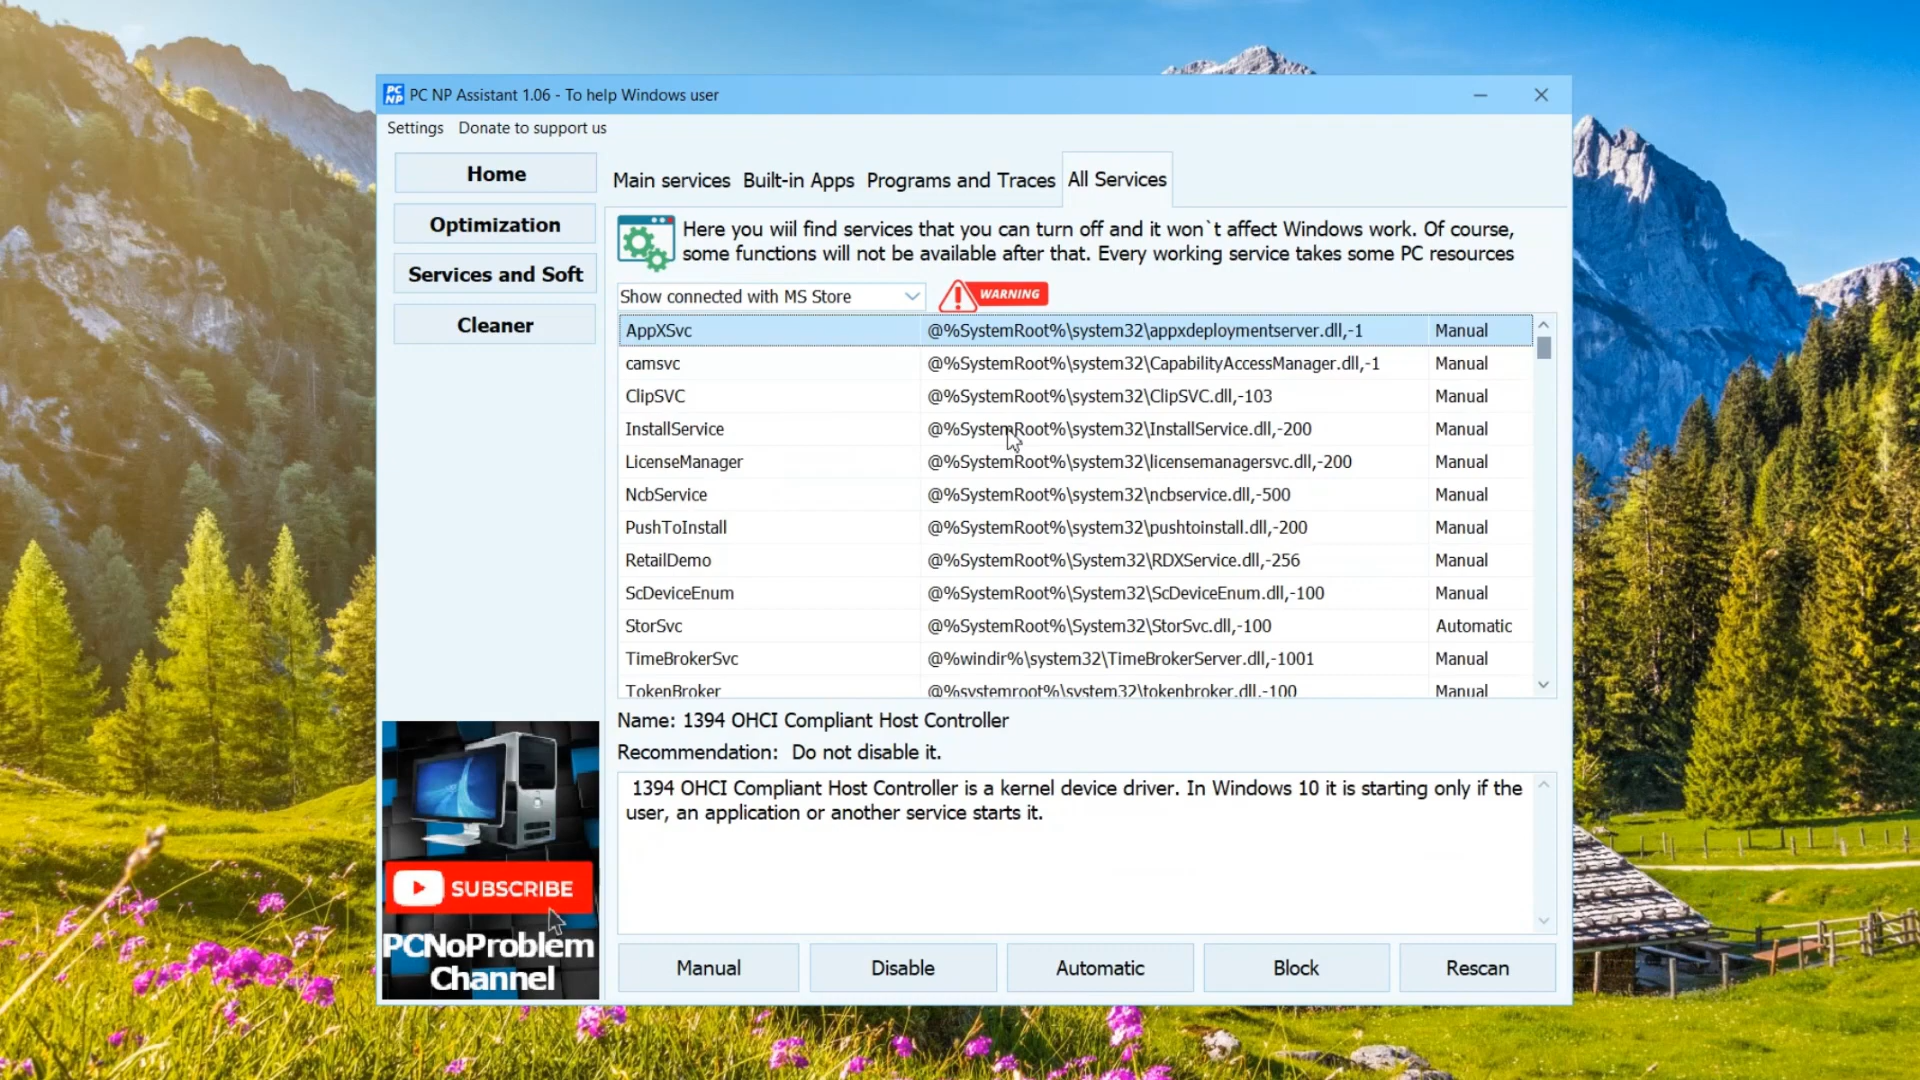 PC NP
PC NP Assistant 1.06 - To help Windows user
Settings Donate to support us
Home
Optimization
Services and Soft
Cleaner
Main services Built-in Apps Programs and Traces All Services
Here you wiil find services that you can turn off and it won`t affect Windows work. Of course,
some functions will not be available after that. Every working service takes some PC resources
Show connected with MS Store
WARNING
AppXSvc @%SystemRoot%\system32\appxdeploymentserver.dll,-1 Manual
camsvc @%SystemRoot%\system32\CapabilityAccessManager.dll,-1 Manual
ClipSVC @%SystemRoot%\system32\ClipSVC.dll,-103 Manual
InstallService @%SystemRoot%\system32\InstallService.dll,-200 Manual
LicenseManager @%SystemRoot%\system32\licensemanagersvc.dll,-200 Manual
NcbService @%SystemRoot%\system32\ncbservice.dll,-500 Manual
PushToInstall @%SystemRoot%\system32\pushtoinstall.dll,-200 Manual
RetailDemo @%SystemRoot%\System32\RDXService.dll,-256 Manual
ScDeviceEnum @%SystemRoot%\System32\ScDeviceEnum.dll,-100 Manual
StorSvc @%SystemRoot%\System32\StorSvc.dll,-100 Automatic
TimeBrokerSvc @%windir%\system32\TimeBrokerServer.dll,-1001 Manual
TokenBroker @%systemroot%\system32\tokenbroker.dll,-100 Manual
Name: 1394 OHCI Compliant Host Controller
Recommendation: Do not disable it.
1394 OHCI Compliant Host Controller is a kernel device driver. In Windows 10 it is starting only if the
user, an application or another service starts it.
SUBSCRIBE
PCNoProblem
Channel
Manual Disable Automatic Block Rescan